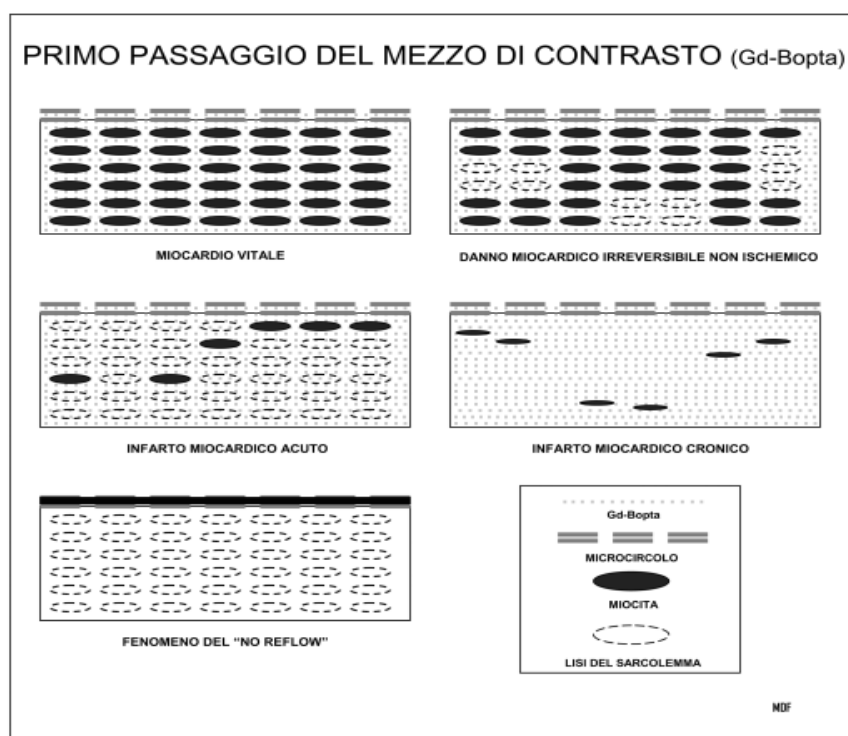 PRIMO PASSAGGIO DEL MEZZO DI CONTRASTO (Gd-Bopta)
MIOCARDIO VITALE
DANNO MIOCARDICO IRREVERSIBILE NON ISCHEMICO
INFARTO MIOCARDICO ACUTO
INFARTO MIOCARDICO CRONICO
FENOMENO DEL "NO REFLOW"
Gd-Bopta
MICROCIRCOLO
MIOCITA
LISI DEL SARCOLEMMA
MDF